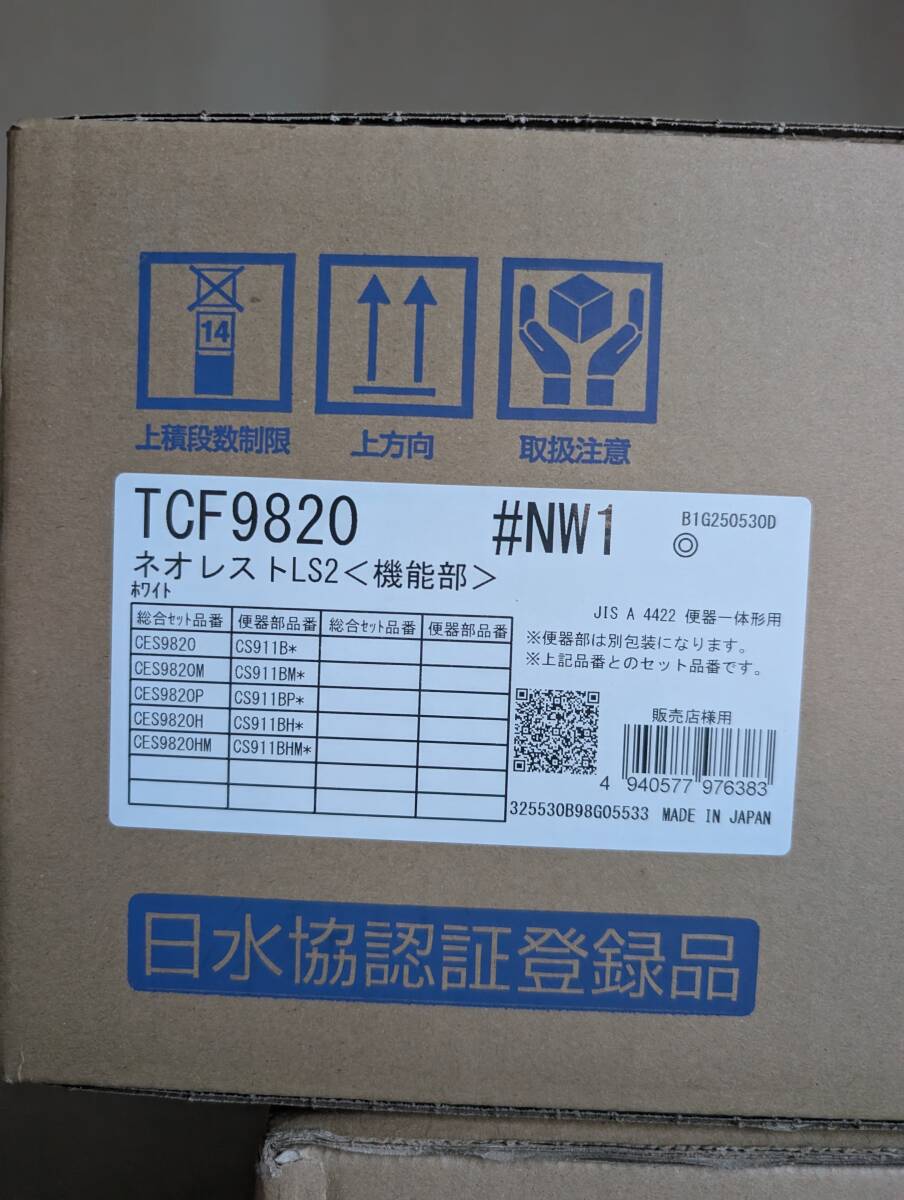 14
上積段数制限 上方向 取扱注意
TCF9820 #NW1 B1G250530D
ネオレストLS2＜機能部＞ ◎
ﾎﾜｲﾄ
JIS A 4422 便器一体形用
※便器部は別包装になります。
※上記品番とのセット品番です。
総合ｾｯﾄ品番 便器部品番 総合ｾｯﾄ品番 便器部品番
CES9820 CS911B*
CES9820M CS911BM*
CES9820P CS911BP*
CES9820H CS911BH*
CES9820HM CS911BHM*
販売店様用
4 940577 976383
325530B98G05533 MADE IN JAPAN
日水協認証登録品